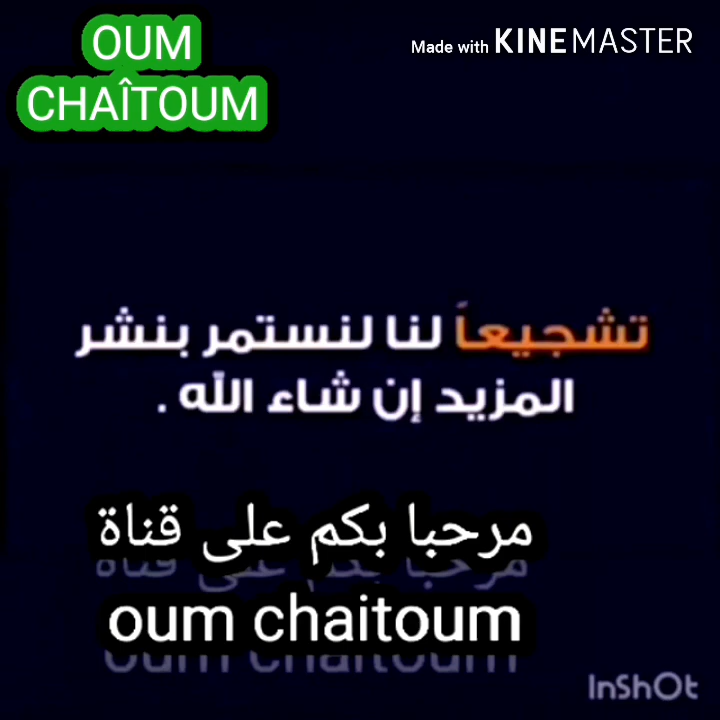 OUM
CHAÎTOUM
Made with KINEMASTER
تشجيعاً لنا لنستمر بنشر
المزيد إن شاء الله .
مرحبا بكم على قناة
oum chaitoum
InShOt